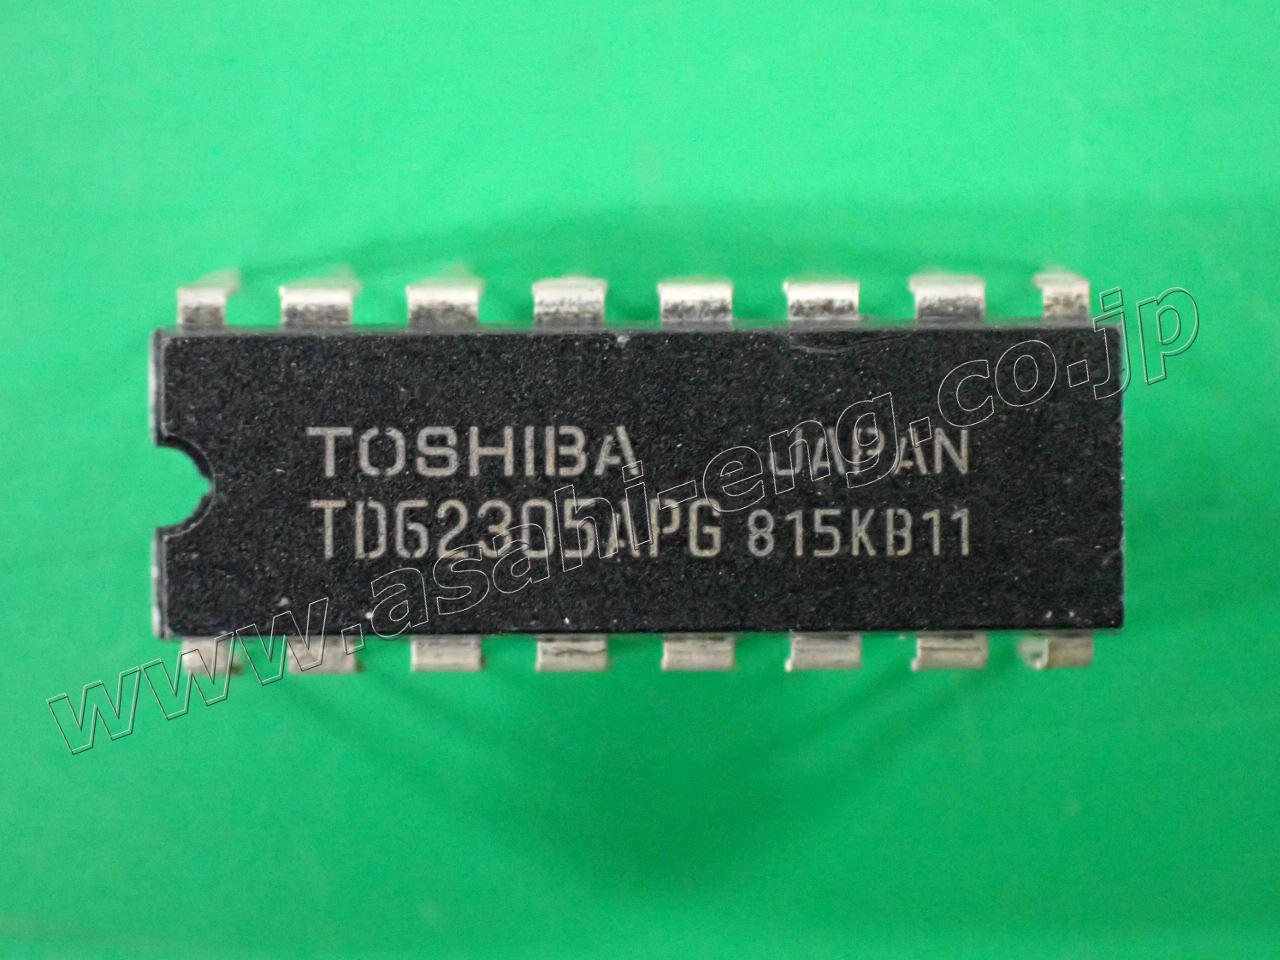 TOSHIBA JAPAN
TD62305APG 815KB11
www.asahi-eng.co.jp